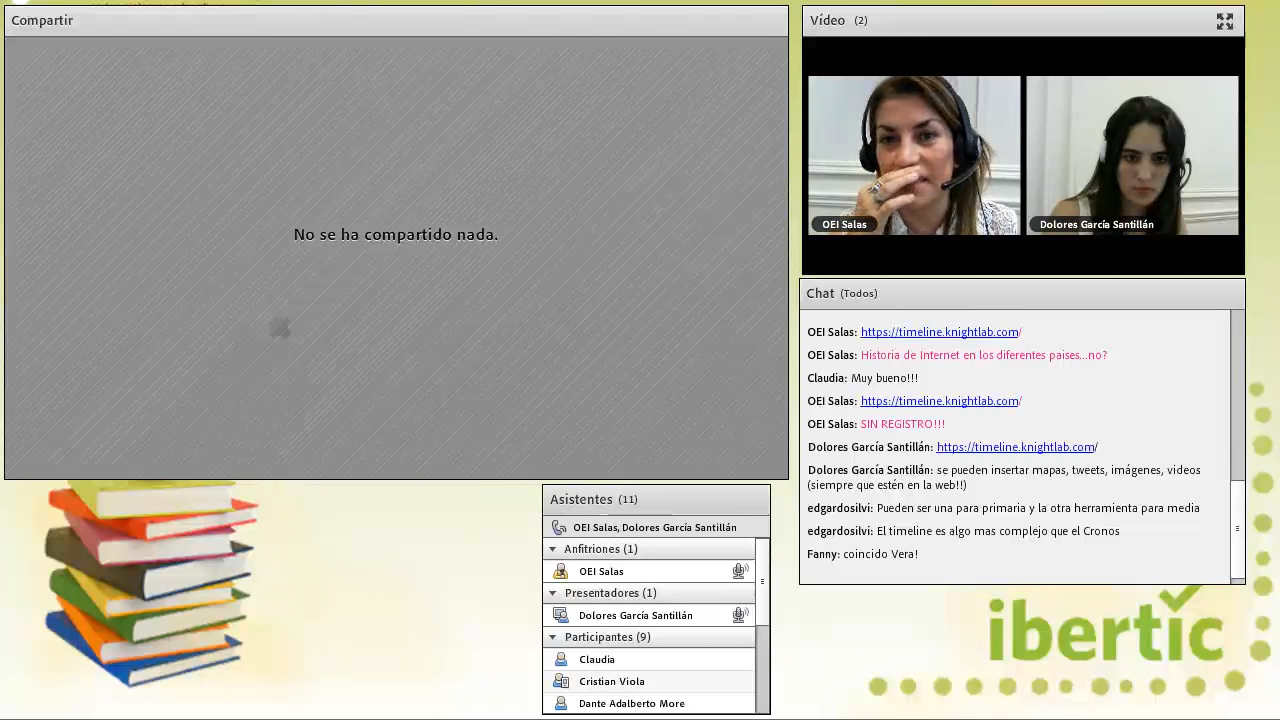 Compartir
No se ha compartido nada.
Vídeo (2)
OEI Salas
Dolores García Santillán
Chat (Todos)
OEI Salas: https://timeline.knightlab.com/
OEI Salas: Historia de Internet en los diferentes paises...no?
Claudia: Muy bueno!!!
OEI Salas: https://timeline.knightlab.com/
OEI Salas: SIN REGISTRO!!!
Dolores García Santillán: https://timeline.knightlab.com/
Dolores García Santillán: se pueden insertar mapas, tweets, imágenes, videos
(siempre que estén en la web!!)
edgardosilvi: Pueden ser una para primaria y la otra herramienta para media
edgardosilvi: El timeline es algo mas complejo que el Cronos
Fanny: coincido Vera!
Asistentes (11)
OEI Salas, Dolores García Santillán
Anfitriones (1)
OEI Salas
Presentadores (1)
Dolores García Santillán
Participantes (9)
Claudia
Cristian Viola
Dante Adalberto More
ibertic